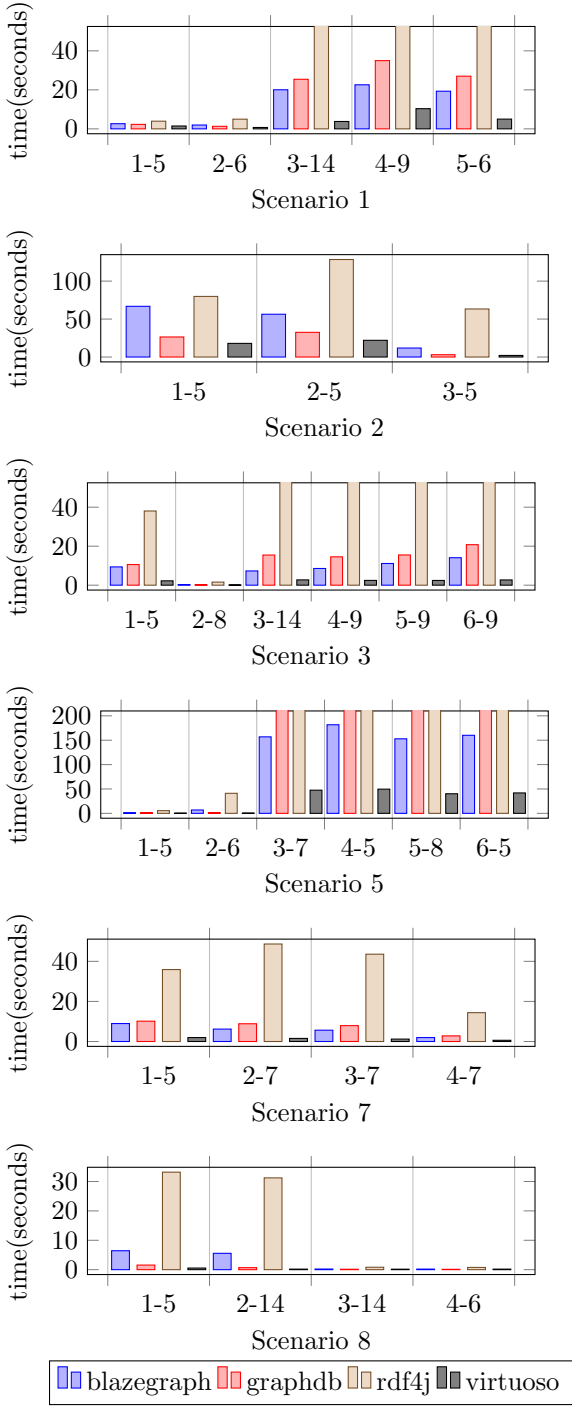 time(seconds)
40
20
0
1-5 2-6 3-14 4-9 5-6
Scenario 1
time(seconds)
100
50
0
1-5 2-5 3-5
Scenario 2
time(seconds)
40
20
0
1-5 2-8 3-14 4-9 5-9 6-9
Scenario 3
time(seconds)
200
150
100
50
0
1-5 2-6 3-7 4-5 5-8 6-5
Scenario 5
time(seconds)
40
20
0
1-5 2-7 3-7 4-7
Scenario 7
time(seconds)
30
20
10
0
1-5 2-14 3-14 4-6
Scenario 8
blazegraph graphdb rdf4j virtuoso